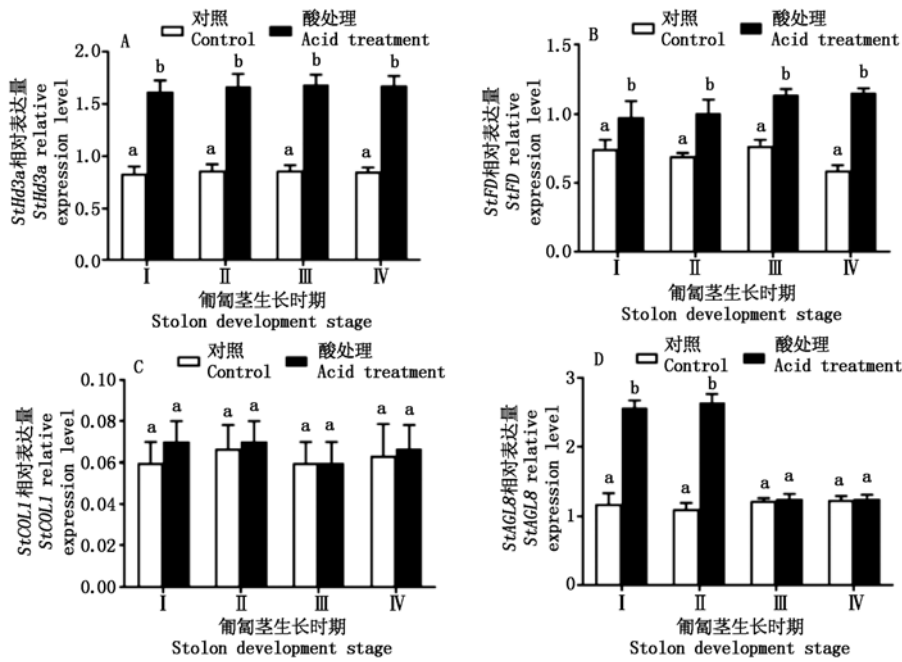 A
对照
Control
酸处理
Acid treatment
StHd3a相对表达量
StHd3a relative
expression level
2.0
1.5
1.0
0.5
0.0
a b a b a b a b
Ⅰ Ⅱ Ⅲ Ⅳ
匍匐茎生长时期
Stolon development stage
B
对照
Control
酸处理
Acid treatment
StFD相对表达量
StFD relative
expression level
1.5
1.0
0.5
0.0
a b a b a b a b
Ⅰ Ⅱ Ⅲ Ⅳ
匍匐茎生长时期
Stolon development stage
C
对照
Control
酸处理
Acid treatment
StCOL1相对表达量
StCOL1 relative
expression level
0.10
0.08
0.06
0.04
0.02
0.00
a a a a a a a a
Ⅰ Ⅱ Ⅲ Ⅳ
匍匐茎生长时期
Stolon development stage
D
对照
Control
酸处理
Acid treatment
StAGL8相对表达量
StAGL8 relative
expression level
3
2
1
0
a b a b a a a a
Ⅰ Ⅱ Ⅲ Ⅳ
匍匐茎生长时期
Stolon development stage